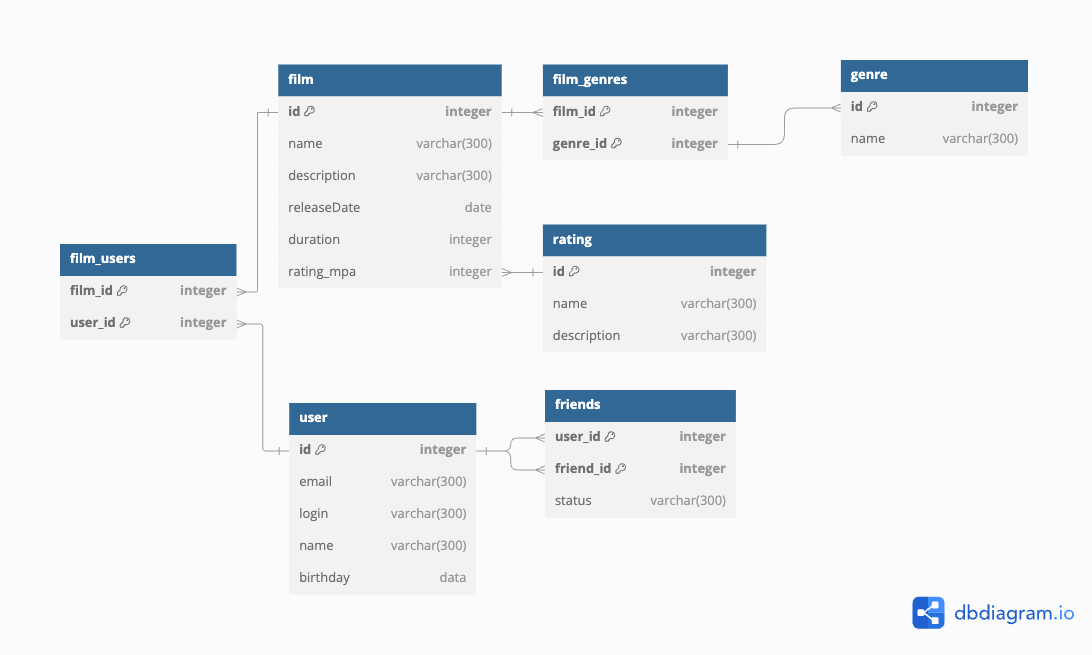 film
id integer
name varchar(300)
description varchar(300)
releaseDate date
duration integer
rating_mpa integer
film_genres
film_id integer
genre_id integer
genre
id integer
name varchar(300)
rating
id integer
name varchar(300)
description varchar(300)
film_users
film_id integer
user_id integer
user
id integer
email varchar(300)
login varchar(300)
name varchar(300)
birthday data
friends
user_id integer
friend_id integer
status varchar(300)
dbdiagram.io